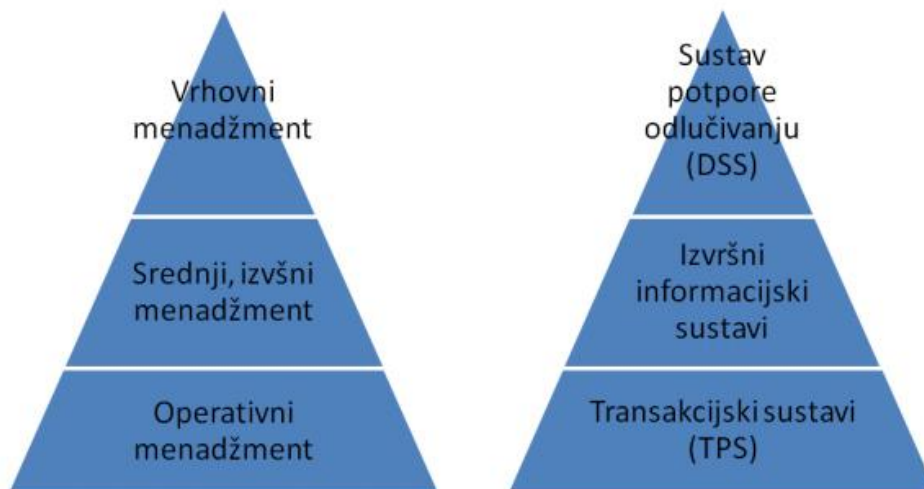 Vrhovni
menadžment
Srednji, izvšni
menadžment
Operativni
menadžment
Sustav
potpore
odlučivanju
(DSS)
Izvršni
informacijski
sustavi
Transakcijski sustavi
(TPS)